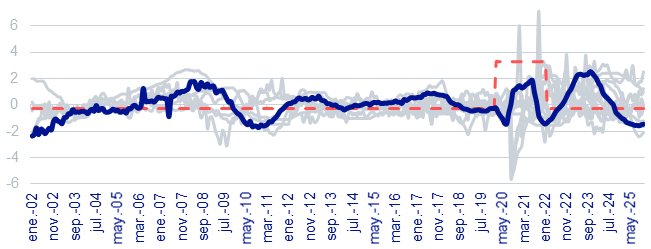 6
4
2
0
-2
-4
-6
ene.-02
nov.-02
sep.-03
jul.-04
may.-05
mar.-06
ene.-07
nov.-07
sep.-08
jul.-09
may.-10
mar.-11
ene.-12
nov.-12
sep.-13
jul.-14
may.-15
mar.-16
ene.-17
nov.-17
sep.-18
jul.-19
may.-20
mar.-21
ene.-22
nov.-22
sep.-23
jul.-24
may.-25